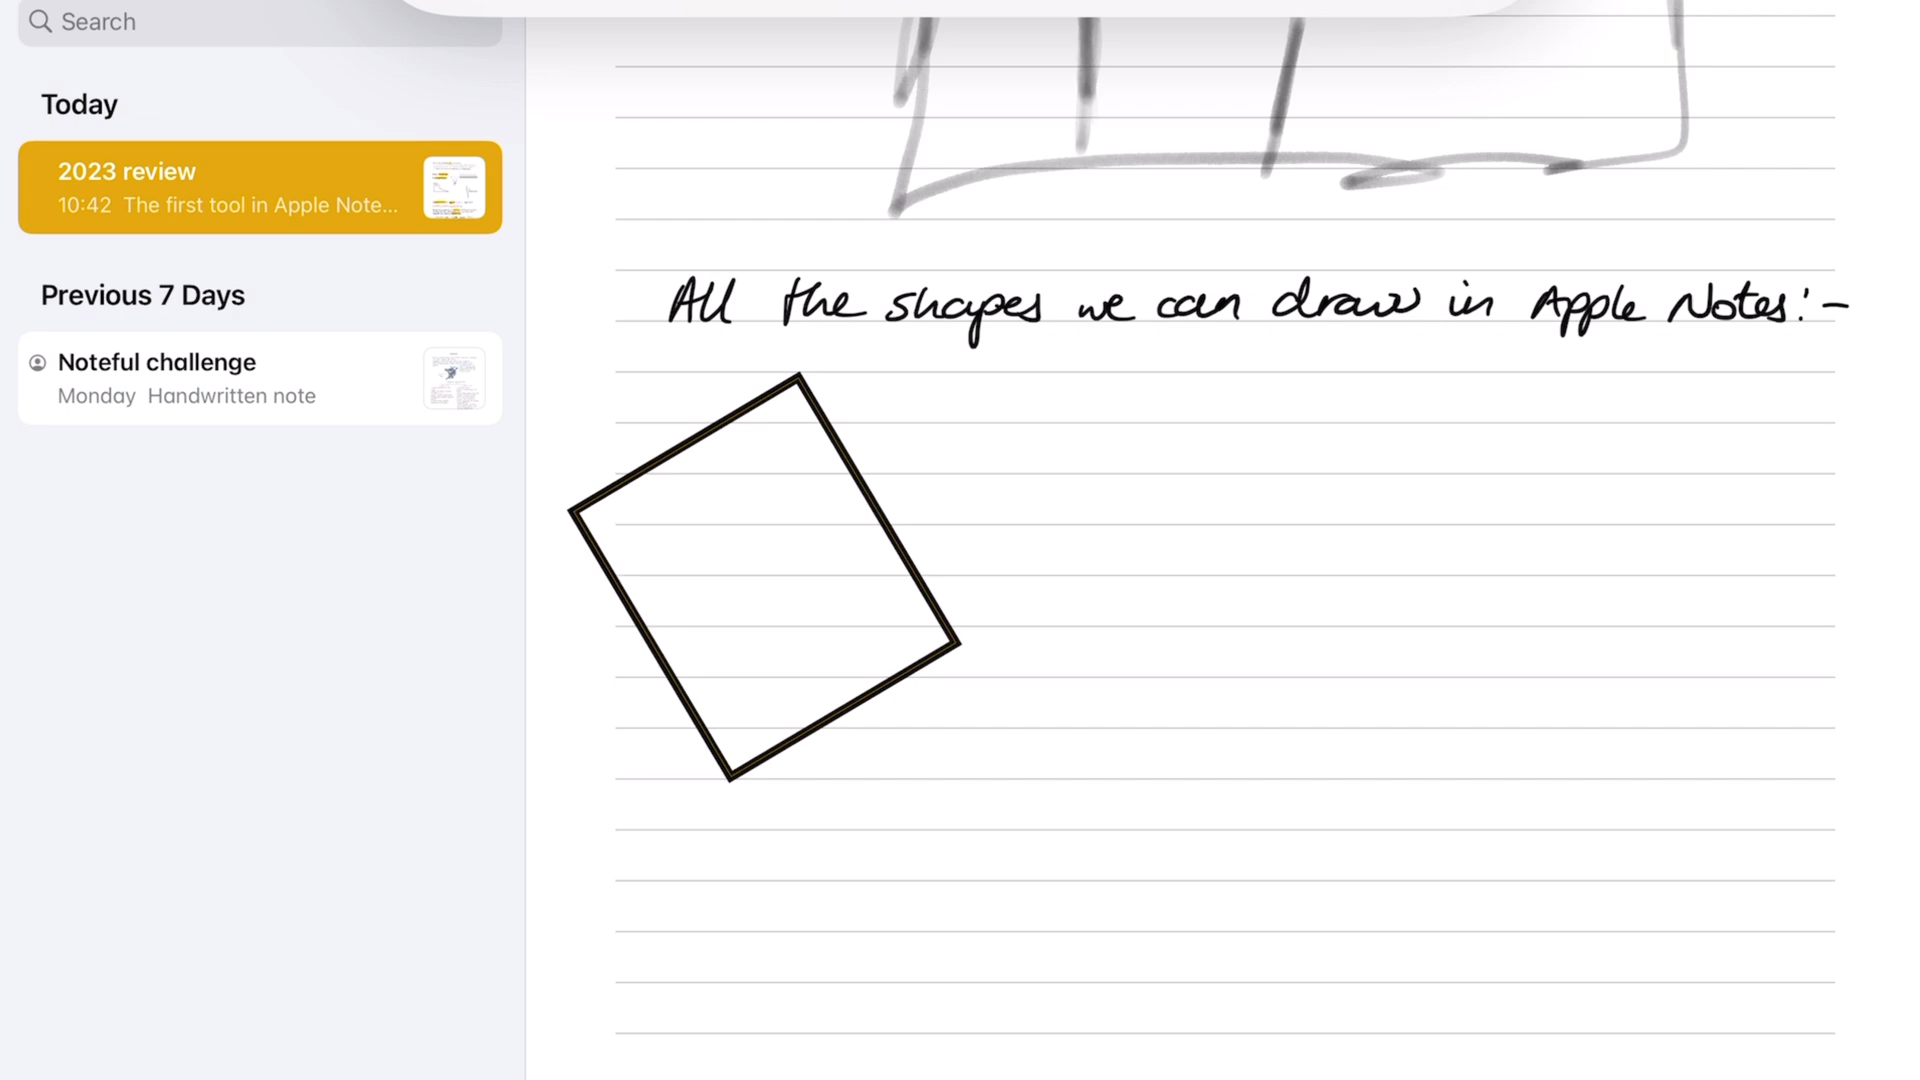 Search
Today
2023 review
10:42 The first tool in Apple Note...
Previous 7 Days
Noteful challenge
Monday Handwritten note
All the shapes we can draw in Apple Notes:-